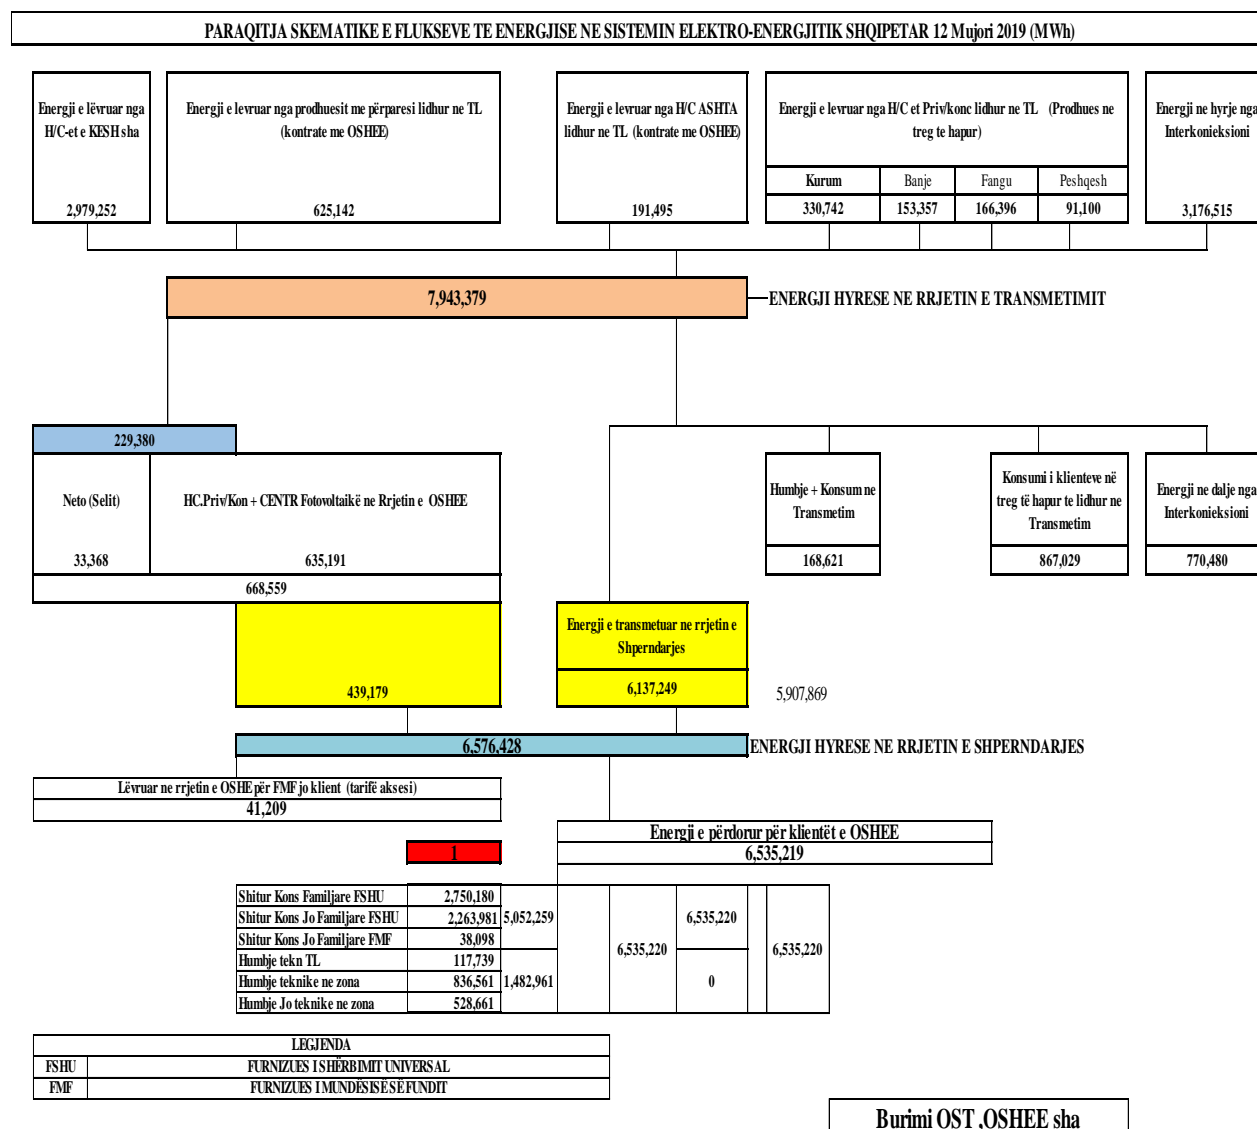 PARAQITJA SKEMATIKE E FLUKSEVE TE ENERGJISE NE SISTEMIN ELEKTRO-ENERGJITIK SHQIPETAR 12 Mujori 2019 (MWh)
Energji e lëvruar nga
H/C-et e KESH sha
2,979,252
Energji e levruar nga prodhuesit me përparesi lidhur ne TL
(kontrate me OSHEE)
625,142
Energji e levruar nga H/C ASHTA
lidhur ne TL (kontrate me OSHEE)
191,495
Energji e levruar nga H/C et Priv/konc lidhur ne TL (Prodhues ne
treg te hapur)
Kurum Banje Fangu Peshqesh
330,742 153,357 166,396 91,100
Energji ne hyrje nga
Interkonieksioni
3,176,515
7,943,379
ENERGJI HYRESE NE RRJETIN E TRANSMETIMIT
229,380
Neto (Selit)
33,368
HC.Priv/Kon + CENTR Fotovoltaikë ne Rrjetin e OSHEE
635,191
668,559
439,179
Humbje + Konsum ne
Transmetim
168,621
Konsumi i klienteve në
treg të hapur te lidhur ne
Transmetim
867,029
Energji ne dalje nga
Interkonieksioni
770,480
Energji e transmetuar ne rrjetin e
Shperndarjes
6,137,249
5,907,869
6,576,428
ENERGJI HYRESE NE RRJETIN E SHPERNDARJES
Lëvruar ne rrjetin e OSHE për FMF jo klient (tarifë aksesi)
41,209
Energji e përdorur për klientët e OSHEE
6,535,219
1
Shitur Kons Familjare FSHU 2,750,180
Shitur Kons Jo Familjare FSHU 2,263,981 5,052,259
Shitur Kons Jo Familjare FMF 38,098
Humbje tekn TL 117,739
Humbje teknike ne zona 836,561 1,482,961
Humbje Jo teknike ne zona 528,661
6,535,220
6,535,220
0
6,535,220
LEGJENDA
FSHU FURNIZUES I SHËRBIMIT UNIVERSAL
FMF FURNIZUES I MUNDËSISË SË FUNDIT
Burimi OST ,OSHEE sha